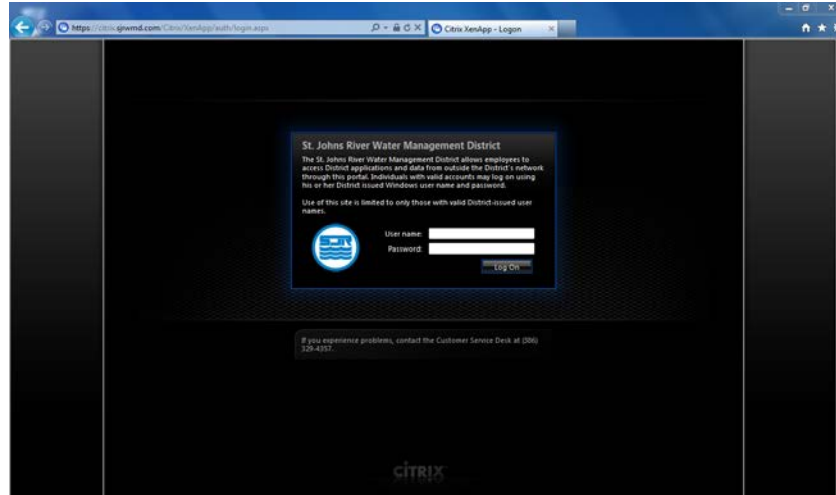 https://citrix.sjrwmd.com/Citrix/XenApp/auth/login.aspx
Citrix XenApp - Logon
St. Johns River Water Management District
The St. Johns River Water Management District allows employees to
access District applications and data from outside the District's network
through this portal. Individuals with valid accounts may log on using
his or her District issued Windows user name and password.
Use of this site is limited to only those with valid District-issued user
names.
SJR
User name:
Password:
Log On
If you experience problems, contact the Customer Service Desk at (386)
329-4357.
CİTRIX